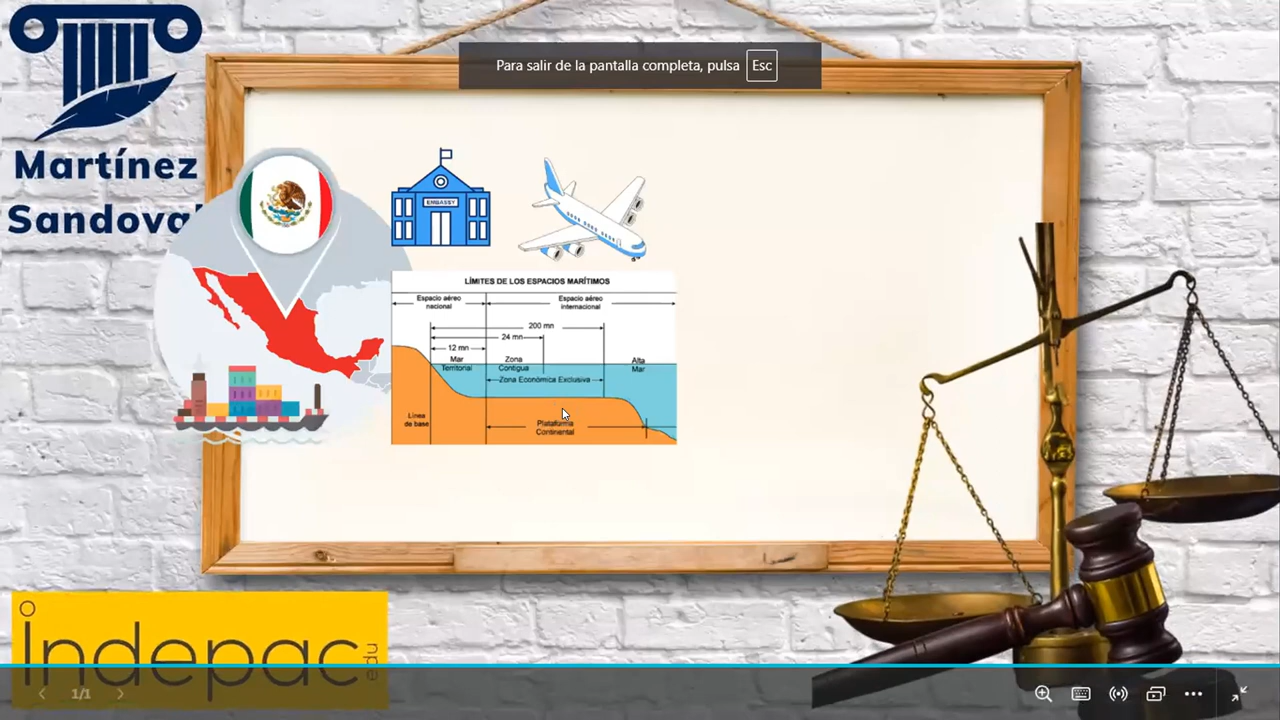 Para salir de la pantalla completa, pulsa Esc
Martínez
Sandoval
EMBASSY
LÍMITES DE LOS ESPACIOS MARÍTIMOS
Espacio aéreo
nacional
Espacio aéreo
internacional
200 mn
24 mn
12 mn
Mar
Territorial
Zona
Contigua
Alta
Mar
Zona Económica Exclusiva
Línea
de base
Plataforma
Continental
indepac
edu
1/1